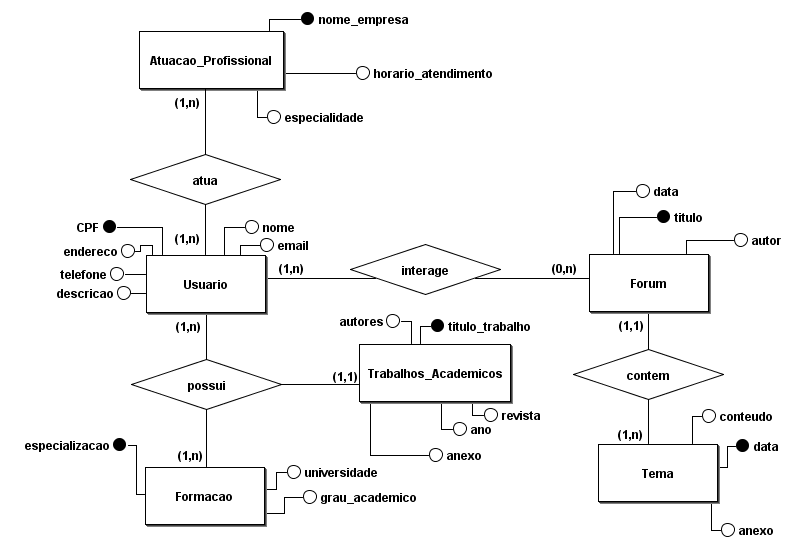 nome_empresa
Atuacao_Profissional
horario_atendimento
(1,n)
especialidade
atua
data
titulo
CPF
nome
(1,n)
autor
endereco
email
interage
(1,n)
(0,n)
telefone
Usuario
Forum
descricao
autores
(1,n)
titulo_trabalho
(1,1)
Trabalhos_Academicos
(1,1)
contem
possui
revista
conteudo
ano
(1,n)
especializacao
data
(1,n)
anexo
universidade
Tema
Formacao
grau_academico
anexo